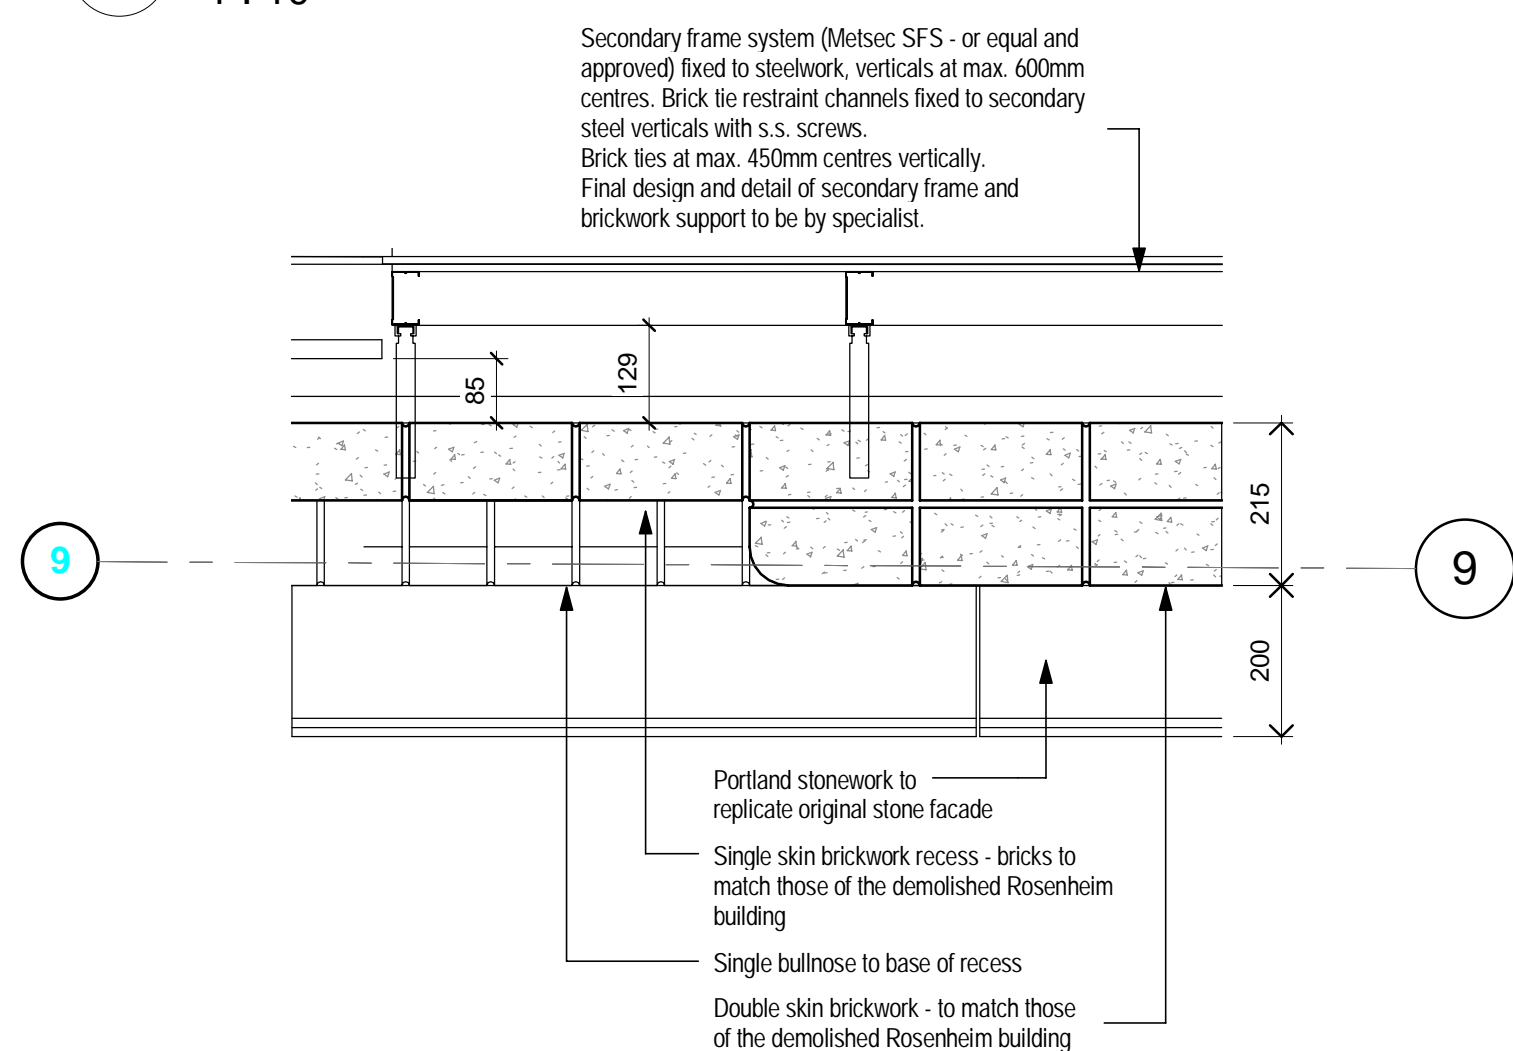 Secondary frame system (Metsec SFS - or equal and
approved) fixed to steelwork, verticals at max. 600mm
centres. Brick tie restraint channels fixed to secondary
steel verticals with s.s. screws.
Brick ties at max. 450mm centres vertically.
Final design and detail of secondary frame and
brickwork support to be by specialist.
129
85
215
9
9
200
Portland stonework to
replicate original stone facade
Single skin brickwork recess - bricks to
match those of the demolished Rosenheim
building
Single bullnose to base of recess
Double skin brickwork - to match those
of the demolished Rosenheim building